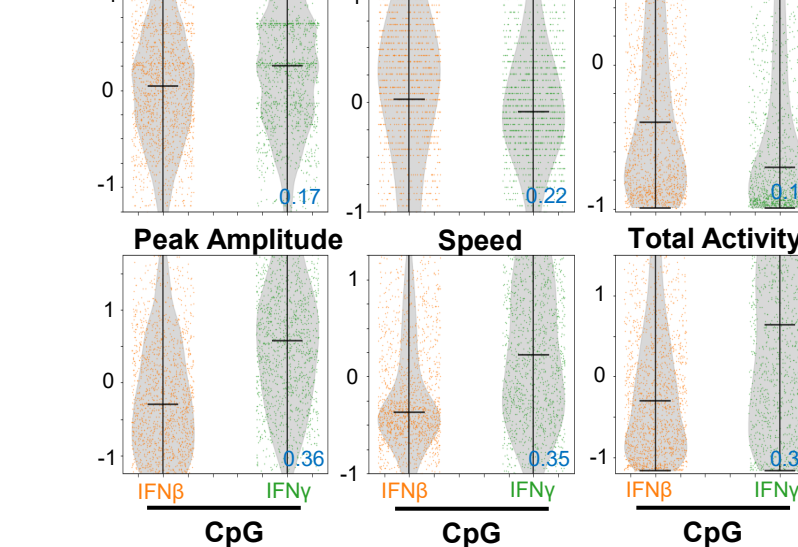 0
-1
0.17
0
-1
0.22
0
-1
Peak Amplitude
Speed
Total Activity
1
0
-1
0.36
1
0
-1
0.35
1
0
-1
IFNβ
IFNγ
IFNβ
IFNγ
IFNβ
IFNγ
CpG
CpG
CpG